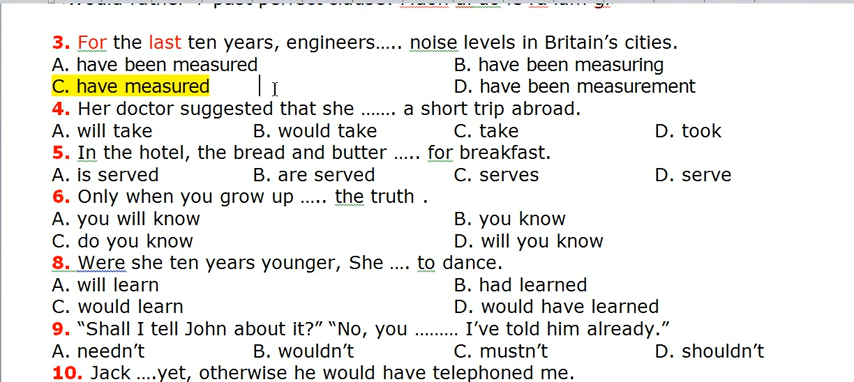 3. For the last ten years, engineers….. noise levels in Britain’s cities.
A. have been measured B. have been measuring
C. have measured D. have been measurement
4. Her doctor suggested that she ……. a short trip abroad.
A. will take B. would take C. take D. took
5. In the hotel, the bread and butter ….. for breakfast.
A. is served B. are served C. serves D. serve
6. Only when you grow up ….. the truth .
A. you will know B. you know
C. do you know D. will you know
8. Were she ten years younger, She …. to dance.
A. will learn B. had learned
C. would learn D. would have learned
9. “Shall I tell John about it?” “No, you ……… I’ve told him already.”
A. needn’t B. wouldn’t C. mustn’t D. shouldn’t
10. Jack ….yet, otherwise he would have telephoned me.